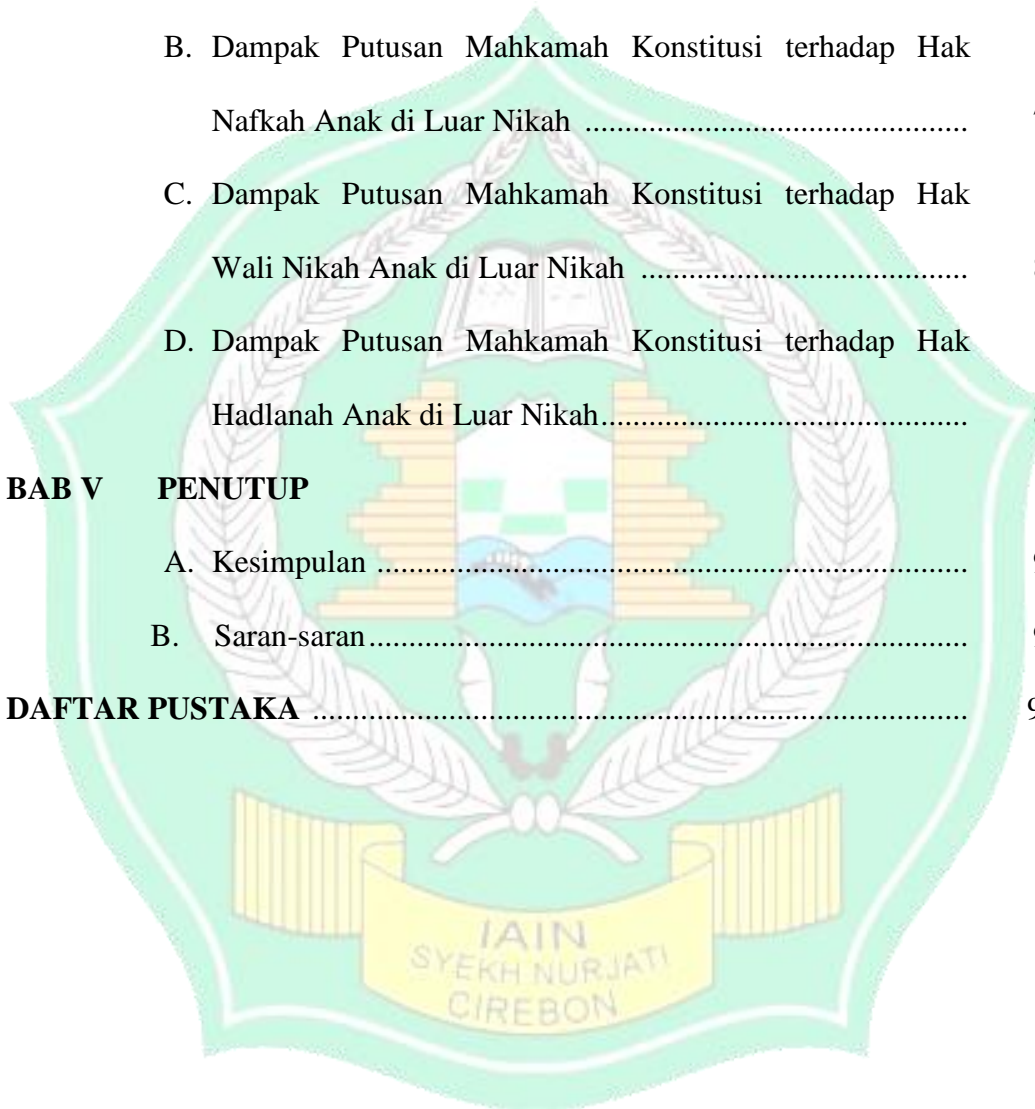 B. Dampak Putusan Mahkamah Konstitusi terhadap Hak
Nafkah Anak di Luar Nikah ................................................
C. Dampak Putusan Mahkamah Konstitusi terhadap Hak
Wali Nikah Anak di Luar Nikah .........................................
D. Dampak Putusan Mahkamah Konstitusi terhadap Hak
Hadlanah Anak di Luar Nikah..............................................
BAB V PENUTUP
A. Kesimpulan ..........................................................................
B. Saran-saran...........................................................................
DAFTAR PUSTAKA ..................................................................................
IAIN
SYEKH NURJATI
CIREBON